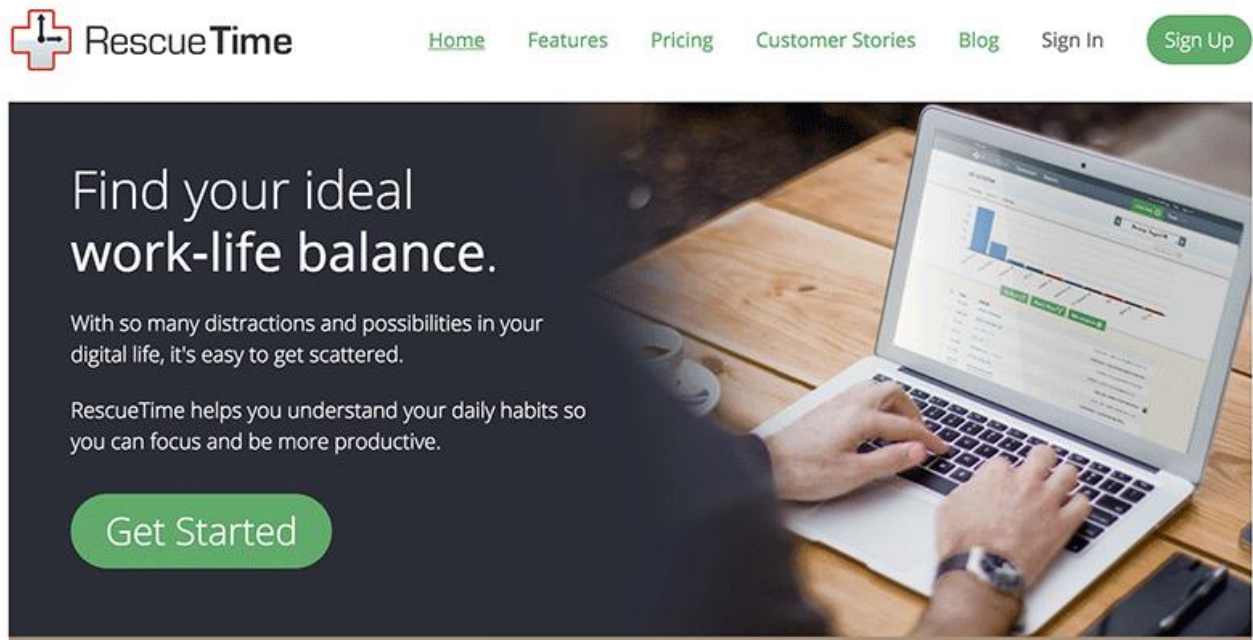 RescueTime
Home Features Pricing Customer Stories Blog Sign In Sign Up
Find your ideal
work-life balance.
With so many distractions and possibilities in your
digital life, it's easy to get scattered.
RescueTime helps you understand your daily habits so
you can focus and be more productive.
Get Started